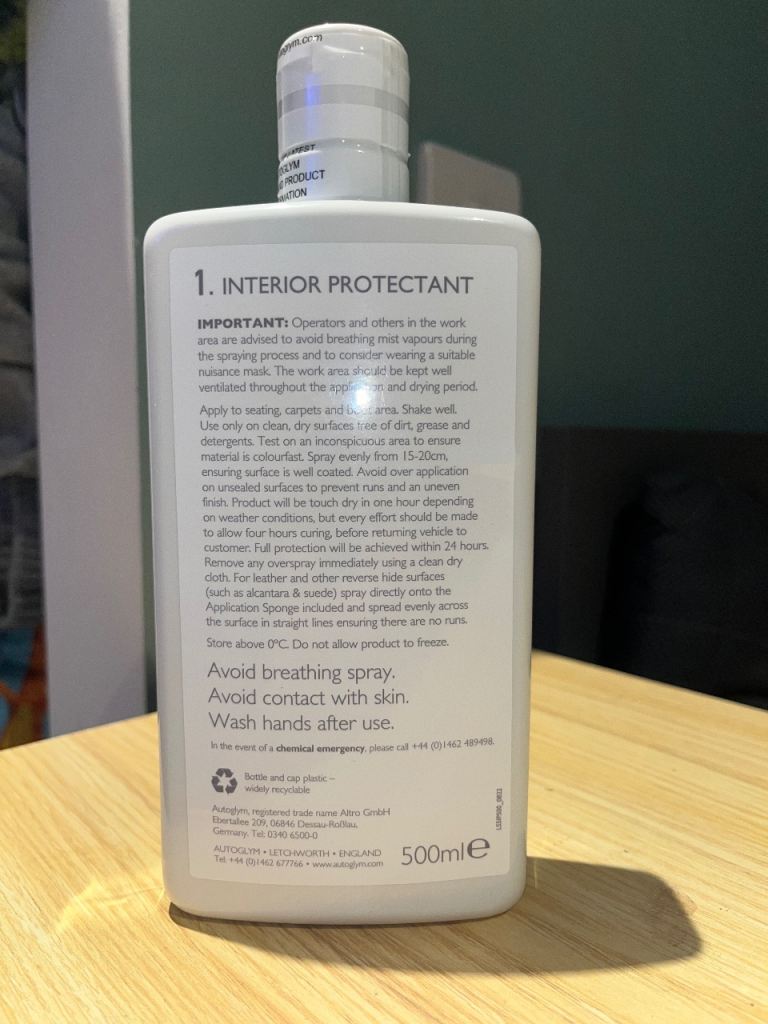 glym.com
LATEST
OGLYM
PRODUCT
1. INTERIOR PROTECTANT
IMPORTANT: Operators and others in the work
area are advised to avoid breathing mist vapours during
the spraying process and to consider wearing a suitable
nuisance mask. The work area should be kept well
ventilated throughout the application and drying period.
Apply to seating, carpets and boot area. Shake well.
Use only on clean, dry surfaces free of dirt, grease and
detergents. Test on an inconspicuous area to ensure
material is colourfast. Spray evenly from 15-20cm,
ensuring surface is well coated. Avoid over application
on unsealed surfaces to prevent runs and an uneven
finish. Product will be touch dry in one hour depending
on weather conditions, but every effort should be made
to allow four hours curing, before returning vehicle to
customer. Full protection will be achieved within 24 hours.
Remove any overspray immediately using a clean dry
cloth. For leather and other reverse hide surfaces
(such as alcantara & suede) spray directly onto the
Application Sponge included and spread evenly across
the surface in straight lines ensuring there are no runs.
Store above 0°C. Do not allow product to freeze.
Avoid breathing spray.
Avoid contact with skin.
Wash hands after use.
In the event of a chemical emergency, please call +44 (0)1462 489498.
Bottle and cap plastic –
widely recyclable
Autoglym, registered trade name Altro GmbH
Ebertallee 209, 06846 Dessau-Roßlau,
Germany. Tel: 0340 6500-0
AUTOGLYM • LETCHWORTH • ENGLAND
Tel: +44 (0)1462 677766 • www.autoglym.com
500ml℮